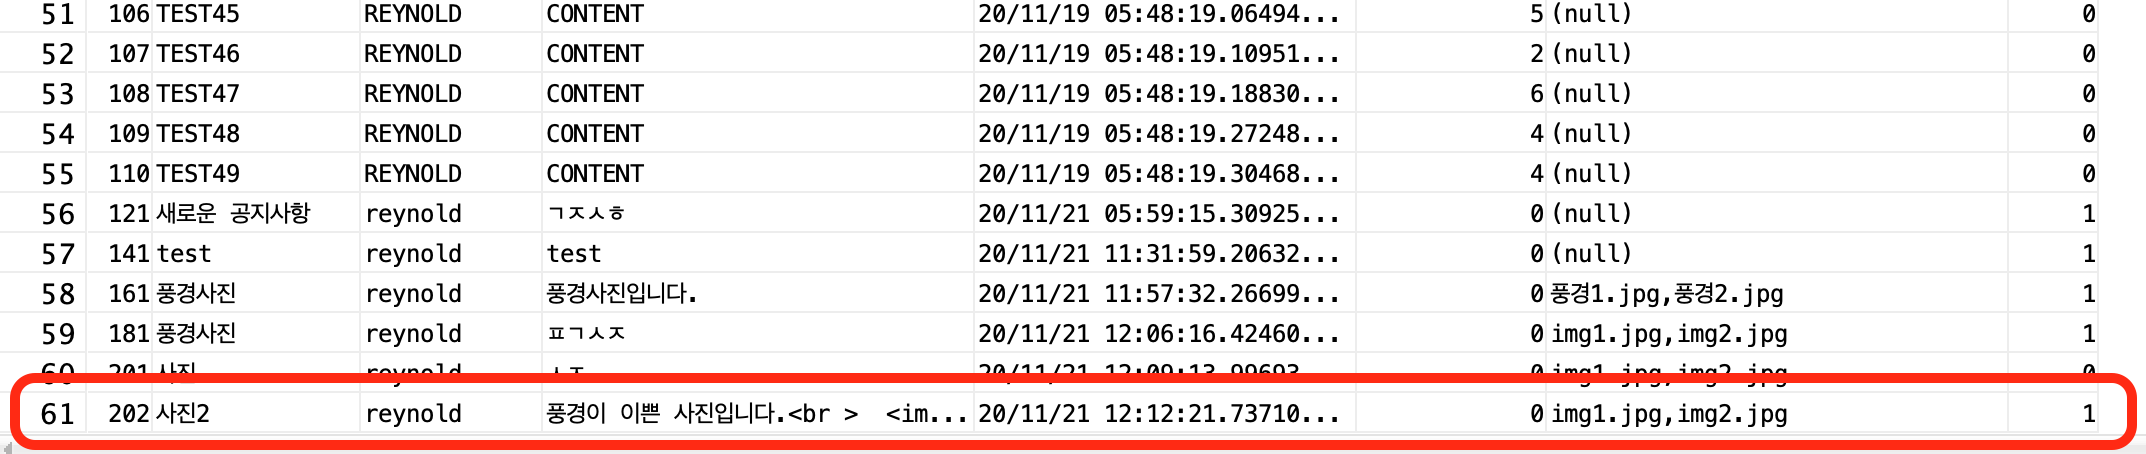 51 106 TEST45 REYNOLD CONTENT 20/11/19 05:48:19.06494... 5 (null) 0
52 107 TEST46 REYNOLD CONTENT 20/11/19 05:48:19.10951... 2 (null) 0
53 108 TEST47 REYNOLD CONTENT 20/11/19 05:48:19.18830... 6 (null) 0
54 109 TEST48 REYNOLD CONTENT 20/11/19 05:48:19.27248... 4 (null) 0
55 110 TEST49 REYNOLD CONTENT 20/11/19 05:48:19.30468... 4 (null) 0
56 121 새로운 공지사항 reynold ㄱㅈㅅㅎ 20/11/21 05:59:15.30925... 0 (null) 1
57 141 test reynold test 20/11/21 11:31:59.20632... 0 (null) 1
58 161 풍경사진 reynold 풍경사진입니다. 20/11/21 11:57:32.26699... 0 풍경1.jpg,풍경2.jpg 1
59 181 풍경사진 reynold ㅍㄱㅅㅈ 20/11/21 12:06:16.42460... 0 img1.jpg,img2.jpg 1
60 201 사진 reynold ㅅㅈ 20/11/21 12:09:13.99693... 0 img1.jpg,img2.jpg 0
61 202 사진2 reynold 풍경이 이쁜 사진입니다.<br > <im... 20/11/21 12:12:21.73710... 0 img1.jpg,img2.jpg 1